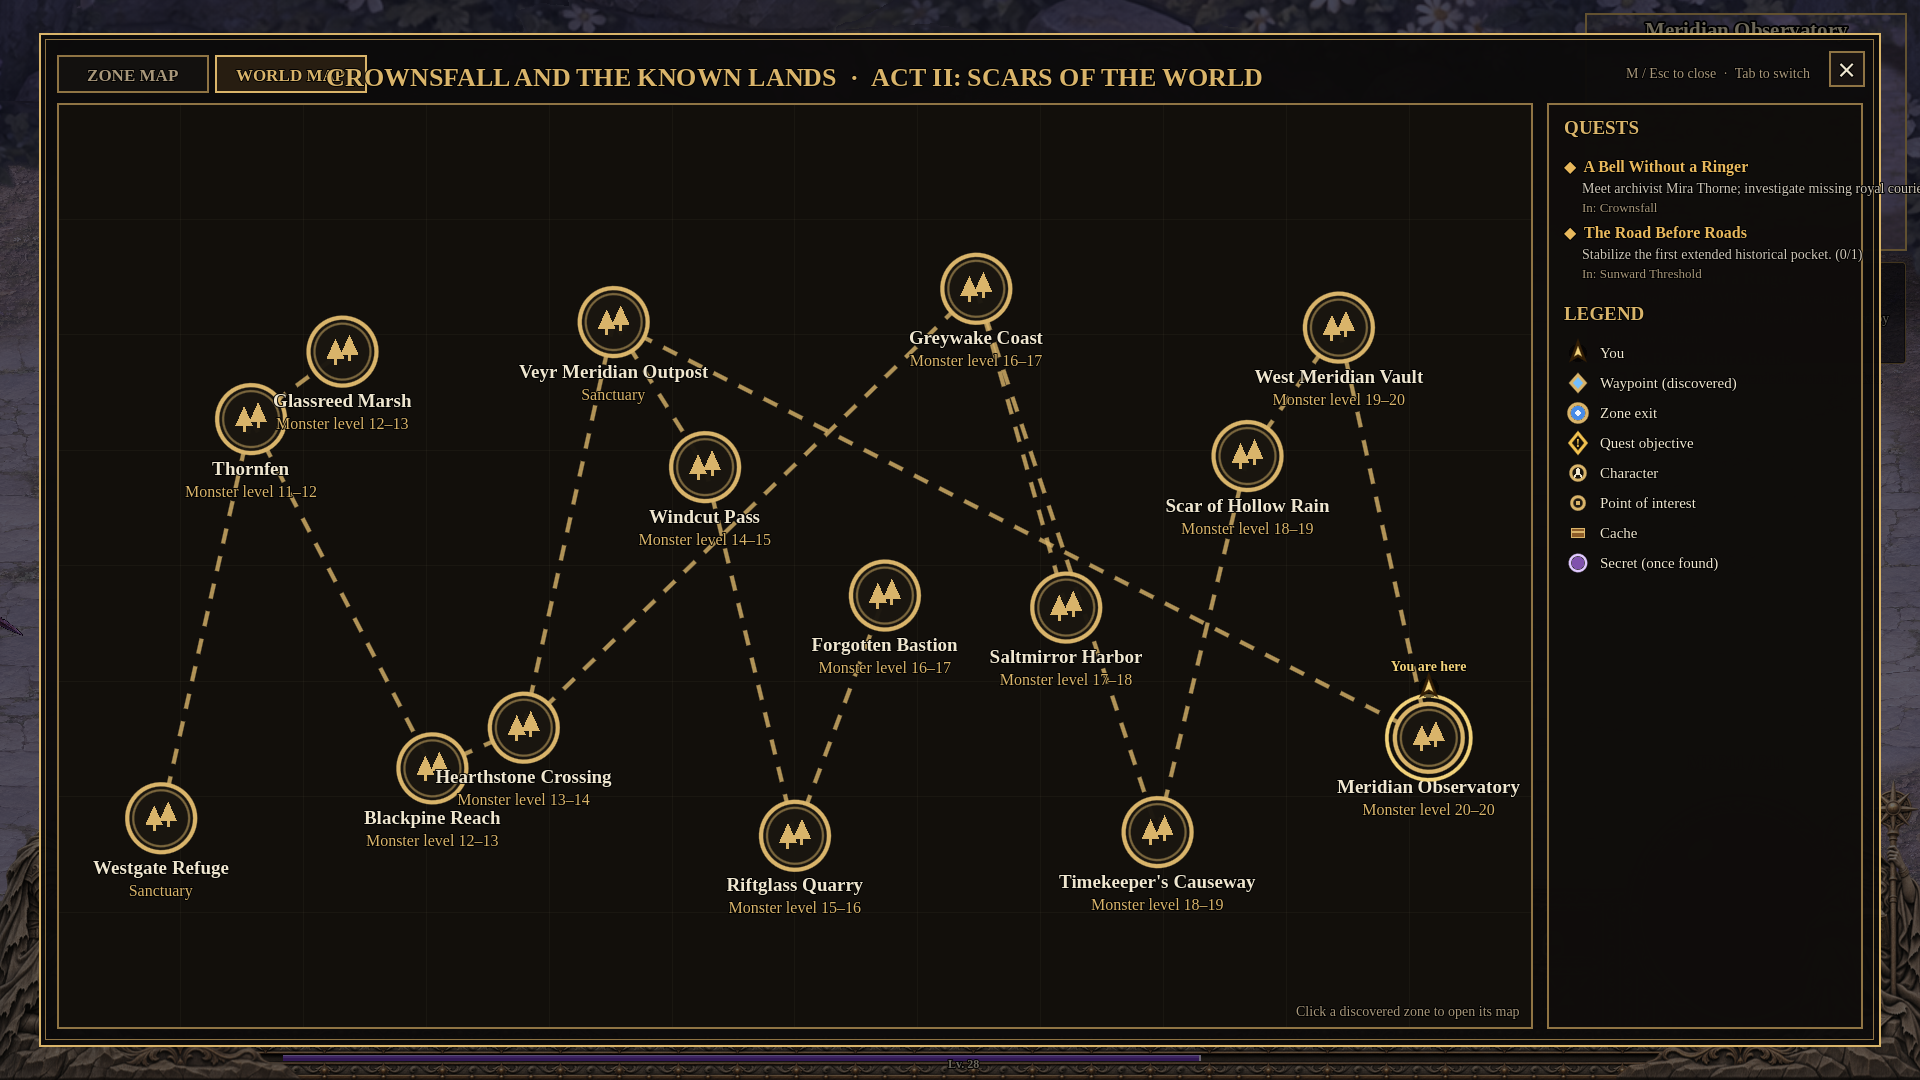 Meridian Observatory
ZONE MAP
WORLD MAP
CROWNSFALL AND THE KNOWN LANDS · ACT II: SCARS OF THE WORLD
M / Esc to close · Tab to switch
QUESTS
A Bell Without a Ringer
Meet archivist Mira Thorne; investigate missing royal courie
In: Crownsfall
The Road Before Roads
Stabilize the first extended historical pocket. (0/1)
In: Sunward Threshold
LEGEND
You
Waypoint (discovered)
Zone exit
Quest objective
Character
Point of interest
Cache
Secret (once found)
Greywake Coast
Monster level 16–17
Veyr Meridian Outpost
Sanctuary
West Meridian Vault
Monster level 19–20
Glassreed Marsh
Monster level 12–13
Thornfen
Monster level 11–12
Windcut Pass
Monster level 14–15
Scar of Hollow Rain
Monster level 18–19
Forgotten Bastion
Monster level 16–17
Saltmirror Harbor
Monster level 17–18
You are here
Meridian Observatory
Monster level 20–20
Hearthstone Crossing
Monster level 13–14
Blackpine Reach
Monster level 12–13
Westgate Refuge
Sanctuary
Riftglass Quarry
Monster level 15–16
Timekeeper's Causeway
Monster level 18–19
Click a discovered zone to open its map
Lv. 28